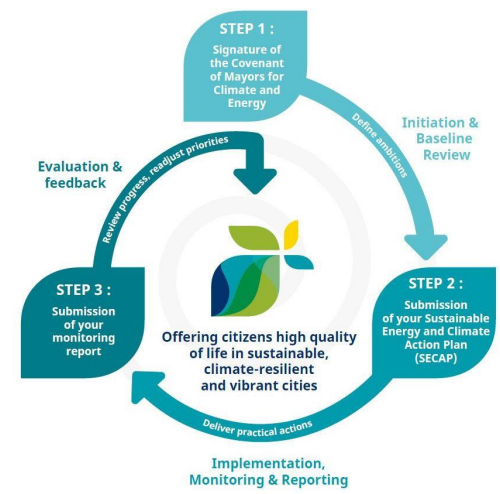 STEP 1 :
Signature of
the Covenant
of Mayors for
Climate and
Energy
Define ambitions
Initiation &
Baseline
Review
STEP 2 :
Submission
of your Sustainable
Energy and Climate
Action Plan
(SECAP)
Deliver practical actions
Implementation,
Monitoring & Reporting
STEP 3 :
Submission
of your
monitoring
report
Review progress, readjust priorities
Evaluation &
feedback
Offering citizens high quality
of life in sustainable,
climate-resilient
and vibrant cities